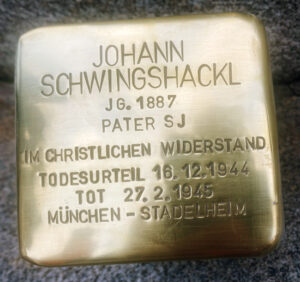 JOHANN
SCHWINGSHACKL
JG. 1887
PATER SJ
IM CHRISTLICHEN WIDERSTAND
TODESURTEIL 16.12.1944
TOT 27.2.1945
MÜNCHEN - STADELHEIM